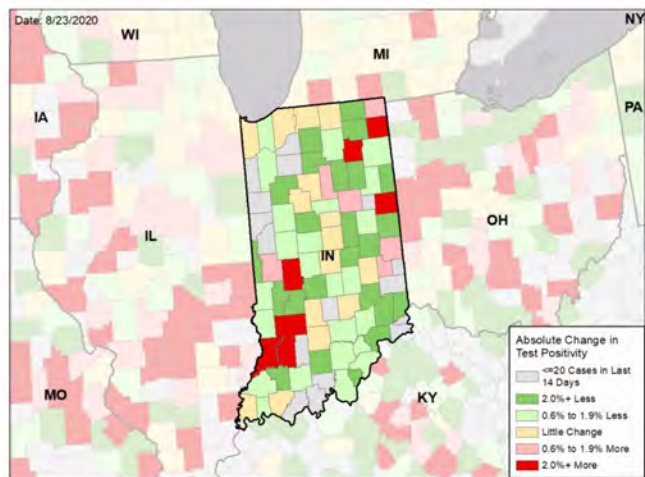 Date: 8/23/2020
NY
WI
MI
IA
PA
IL
OH
IN
MO
KY
Absolute Change in
Test Positivity
<=20 Cases in Last
14 Days
2.0%+ Less
0.6% to 1.9% Less
Little Change
0.6% to 1.9% More
2.0%+ More